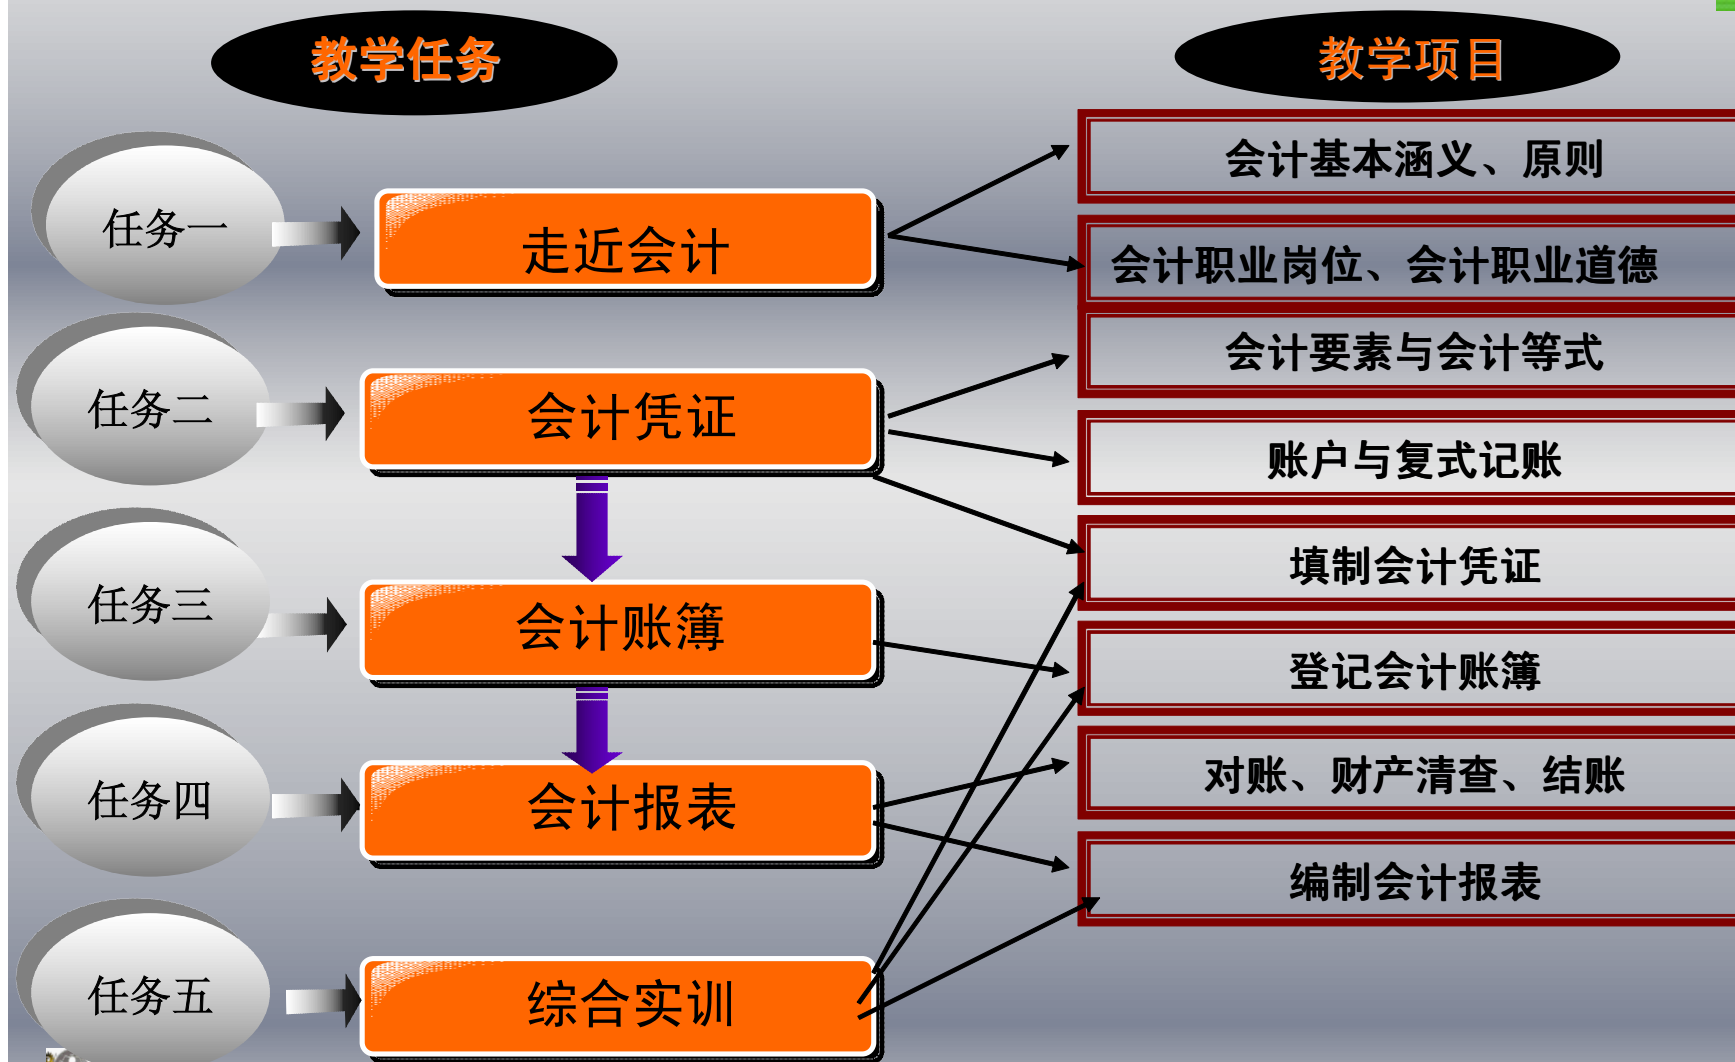 教学任务
教学项目
任务一
走近会计
会计基本涵义、原则
会计职业岗位、会计职业道德
任务二
会计凭证
会计要素与会计等式
账户与复式记账
填制会计凭证
任务三
会计账簿
登记会计账簿
任务四
会计报表
对账、财产清查、结账
编制会计报表
任务五
综合实训